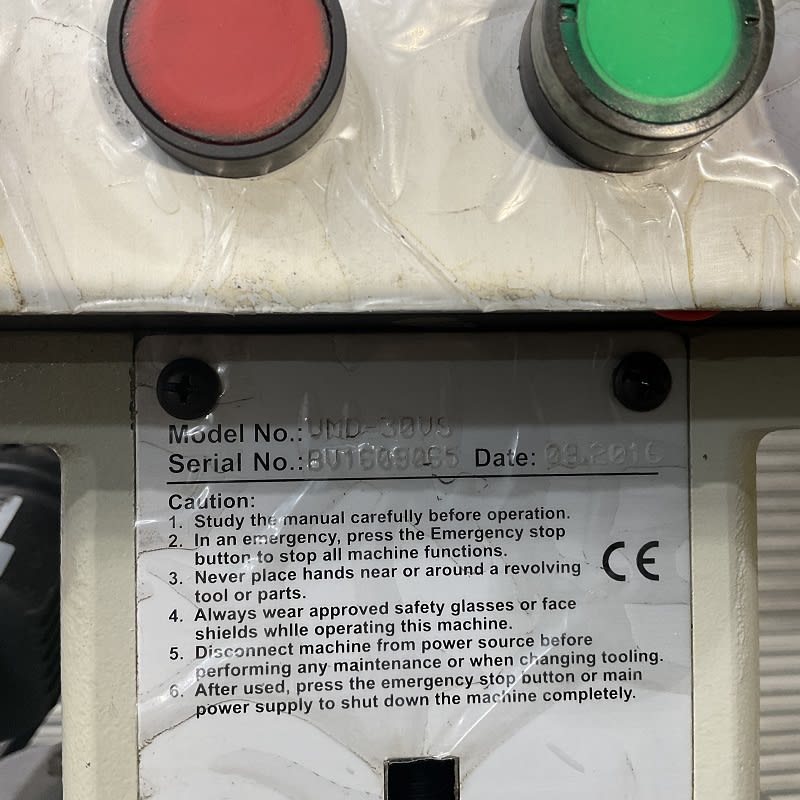 Model No.: VMD-30VS
Serial No.: Date: 09.2016
Caution:
1. Study the manual carefully before operation.
2. In an emergency, press the Emergency stop
button to stop all machine functions.
CE
3. Never place hands near or around a revolving
tool or parts.
4. Always wear approved safety glasses or face
shields while operating this machine.
5. Disconnect machine from power source before
performing any maintenance or when changing tooling.
6. After used, press the emergency stop button or main
power supply to shut down the machine completely.